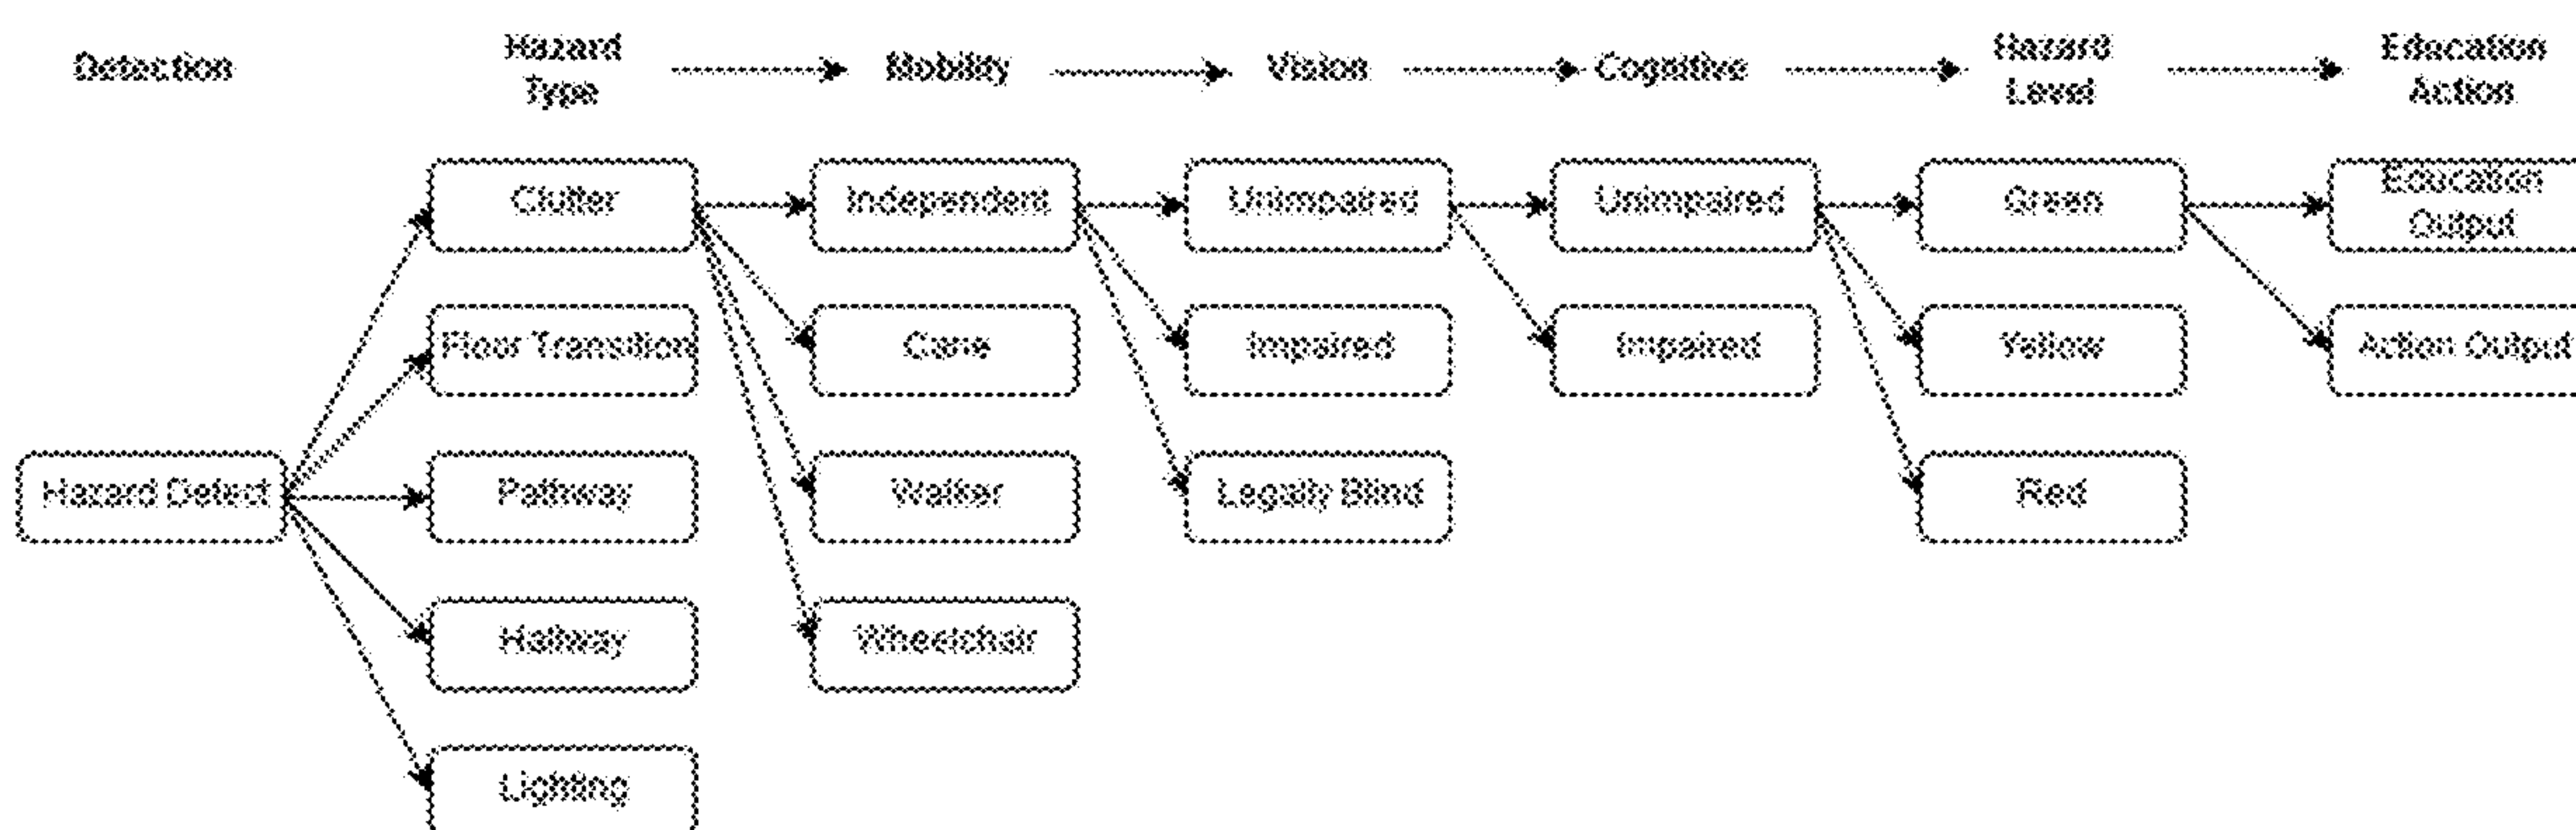 Detection
Hazard
Type
Mobility
Vision
Cognitive
Hazard
Level
Education
Action
Clutter
Independent
Unimpaired
Unimpaired
Green
Education
Output
Floor Transition
Cane
Impaired
Impaired
Yellow
Action Output
Hazard Detect
Pathway
Walker
Legally Blind
Red
Hallway
Wheelchair
Lighting